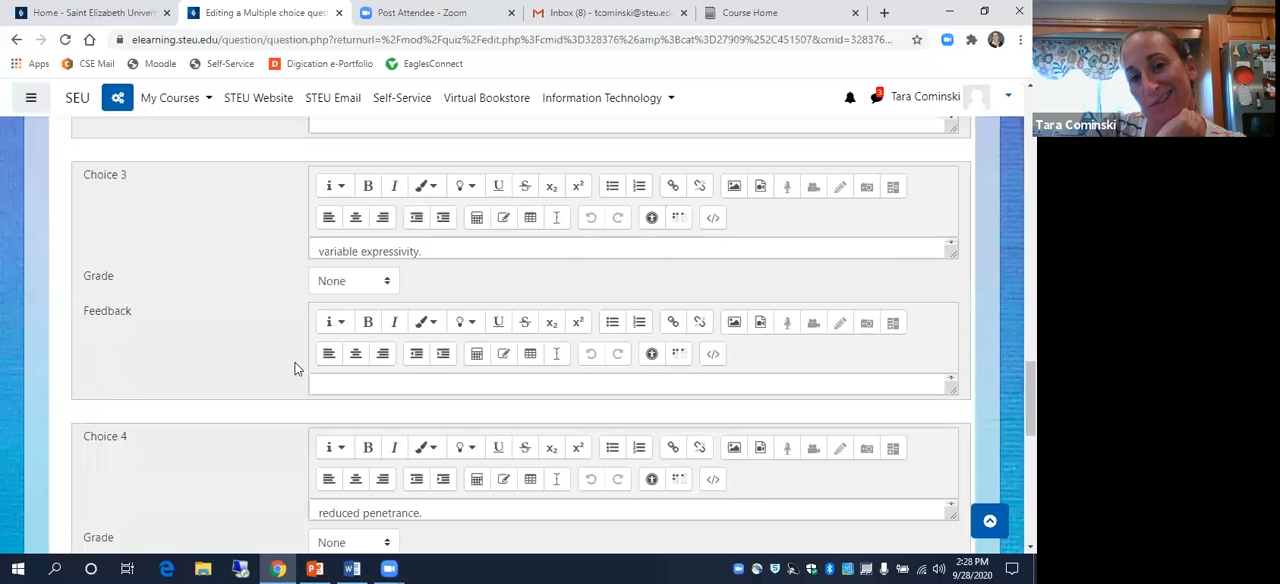 Home - Saint Elizabeth Univer
Editing a Multiple choice ques
Post Attendee - Zoom
Inbox (8) - tcominski@steu.ed
Course Home
elearning.steu.edu/question/question.php?returnurl=%2Fmod%2Fquiz%2Fedit.php%3Fcmid%3D328376%26amp%3Bcat%3D27909%252C451507&cmid=328376...
Apps
CSE Mail
Moodle
Self-Service
Digication e-Portfolio
EaglesConnect
SEU
My Courses
STEU Website
STEU Email
Self-Service
Virtual Bookstore
Information Technology
3
Tara Cominski
Tara Cominski
Choice 3
variable expressivity.
Grade
None
Feedback
Choice 4
reduced penetrance.
Grade
None
2:28 PM
9/28/2020